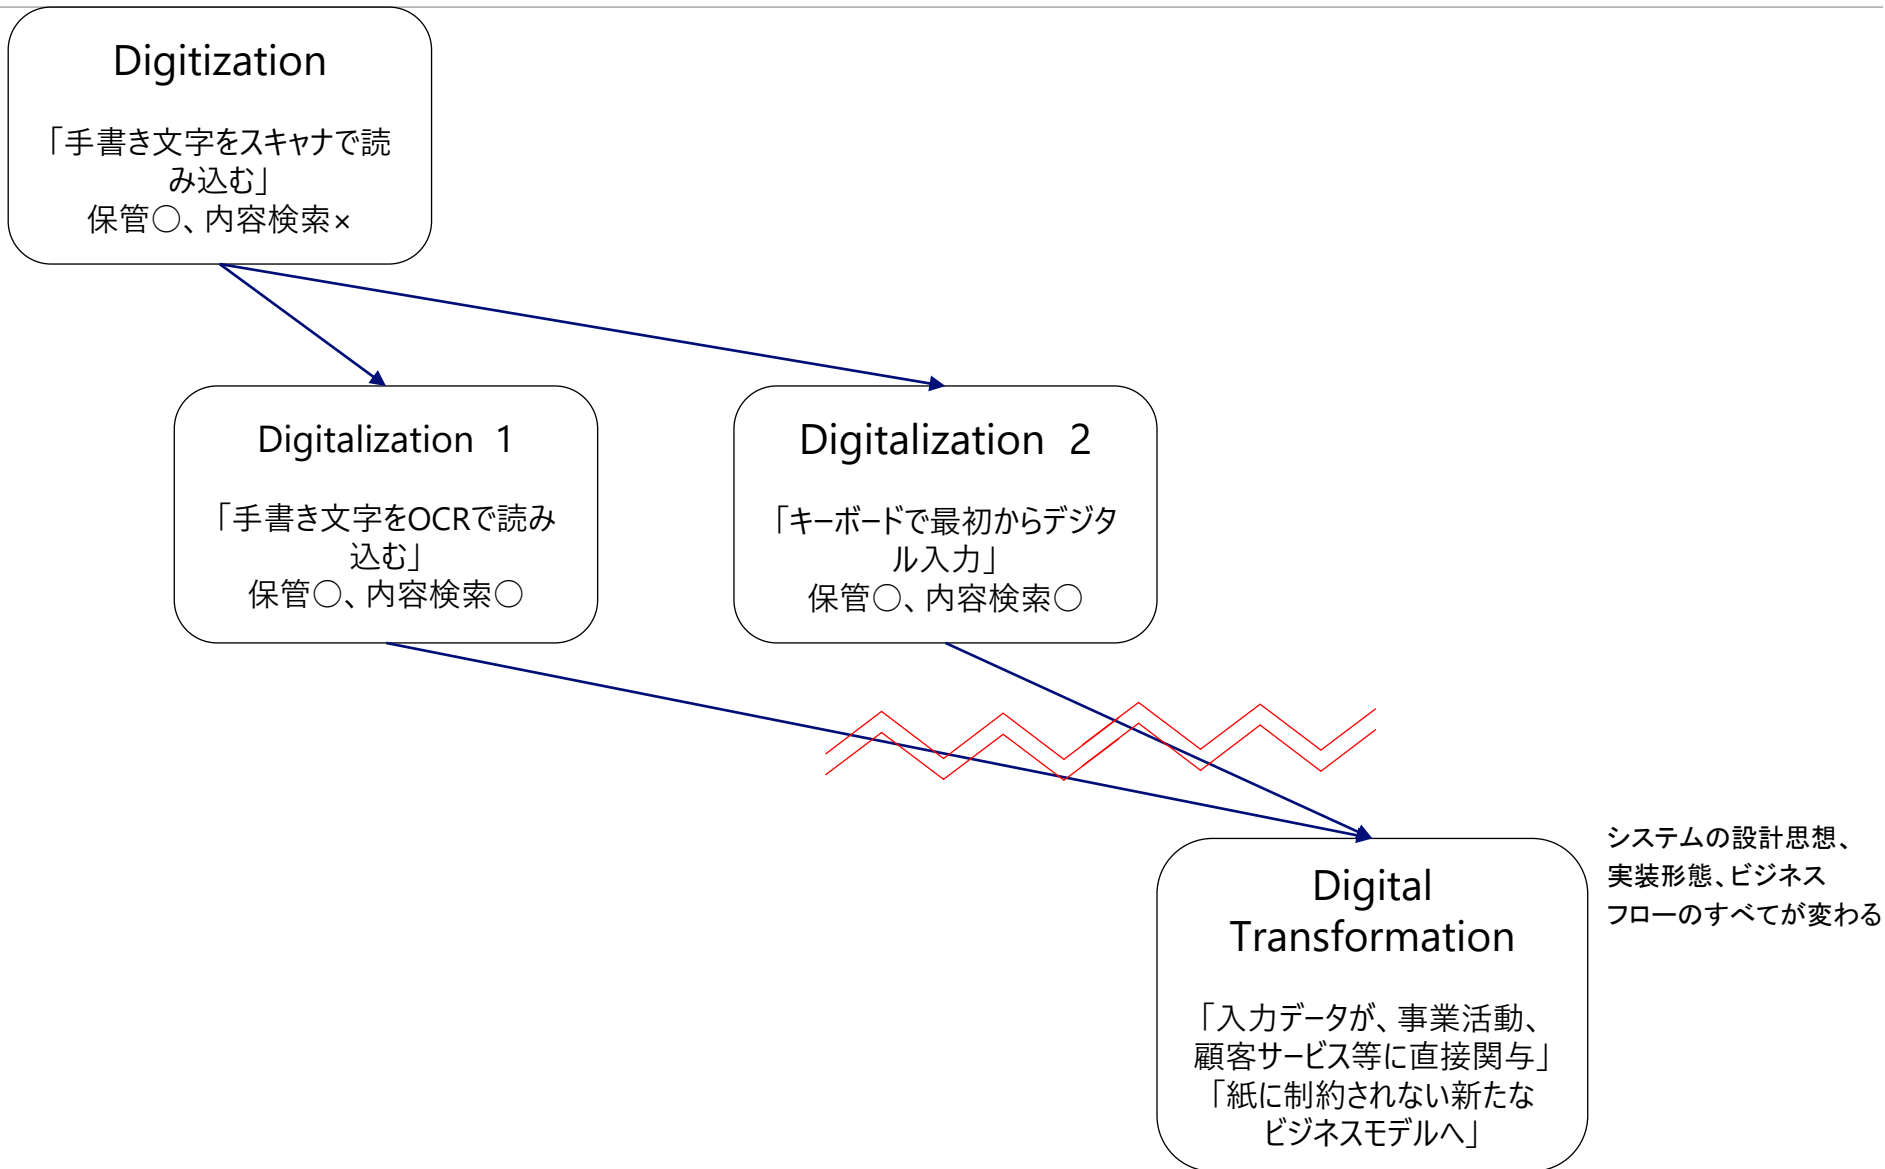 Digitization
「手書き文字をスキャナで読
み込む」
保管○、内容検索×
Digitalization 1
「手書き文字をOCRで読み
込む」
保管○、内容検索○
Digitalization 2
「キーボードで最初からデジタ
ル入力」
保管○、内容検索○
Digital
Transformation
「入力データが、事業活動、
顧客サービス等に直接関与」
「紙に制約されない新たな
ビジネスモデルへ」
システムの設計思想、
実装形態、ビジネス
フローのすべてが変わる